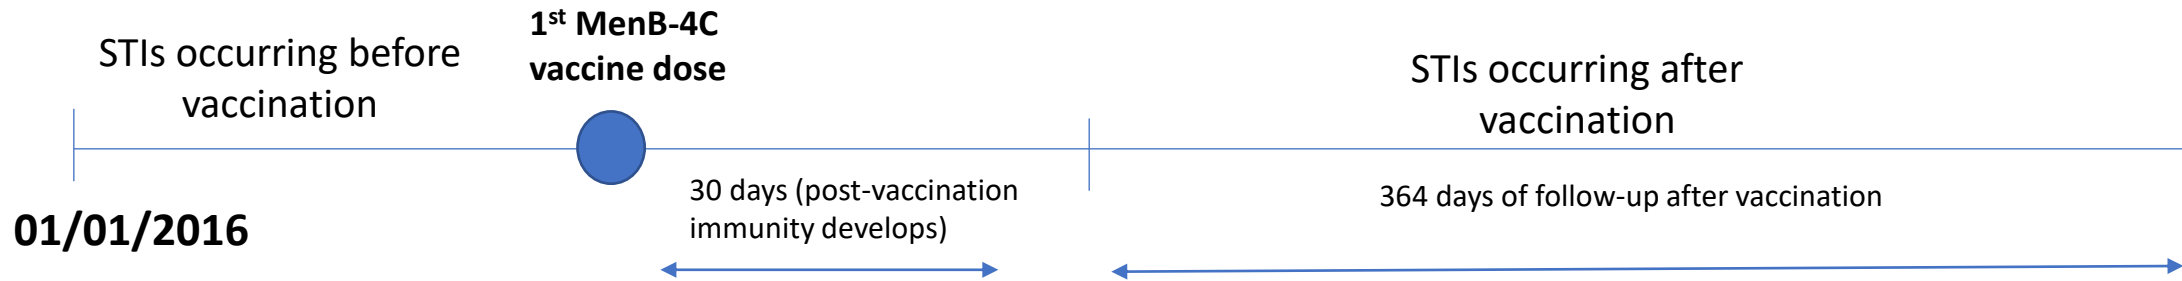 STIs occurring before
vaccination
1st MenB-4C
vaccine dose
STIs occurring after
vaccination
01/01/2016
30 days (post-vaccination
immunity develops)
364 days of follow-up after vaccination